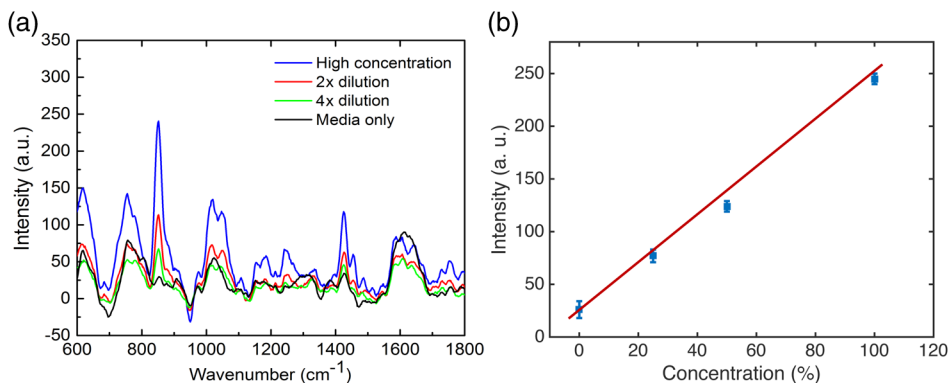 (a)
350
300
250
200
150
100
50
0
-50
Intensity (a.u.)
High concentration
2x dilution
4x dilution
Media only
600 800 1000 1200 1400 1600 1800
Wavenumber (cm⁻¹)
(b)
250
200
150
100
50
0
Intensity (a. u.)
0 20 40 60 80 100 120
Concentration (%)